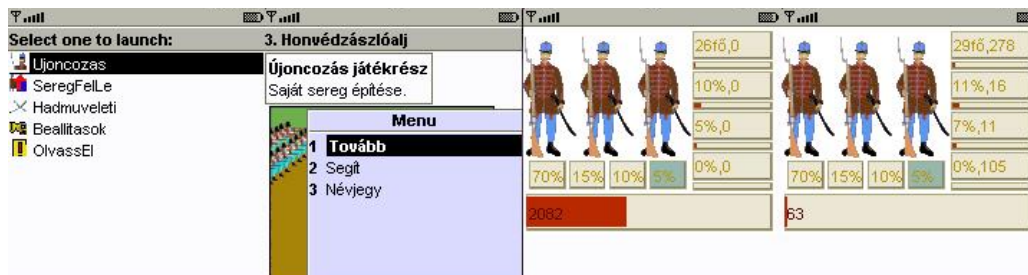 Select one to launch:
Ujoncozas
SeregFelLe
Hadmuveleti
Beallitasok
OlvassEl
3. Honvédzászlóalj
Újoncozás játékrész
Saját sereg építése.
Menu
1 Tovább
2 Segít
3 Névjegy
26fő,0
10%,0
5%,0
0%,0
70% 15% 10% 5%
2082
29fő,278
11%,16
7%,11
0%,105
70% 15% 10% 5%
63